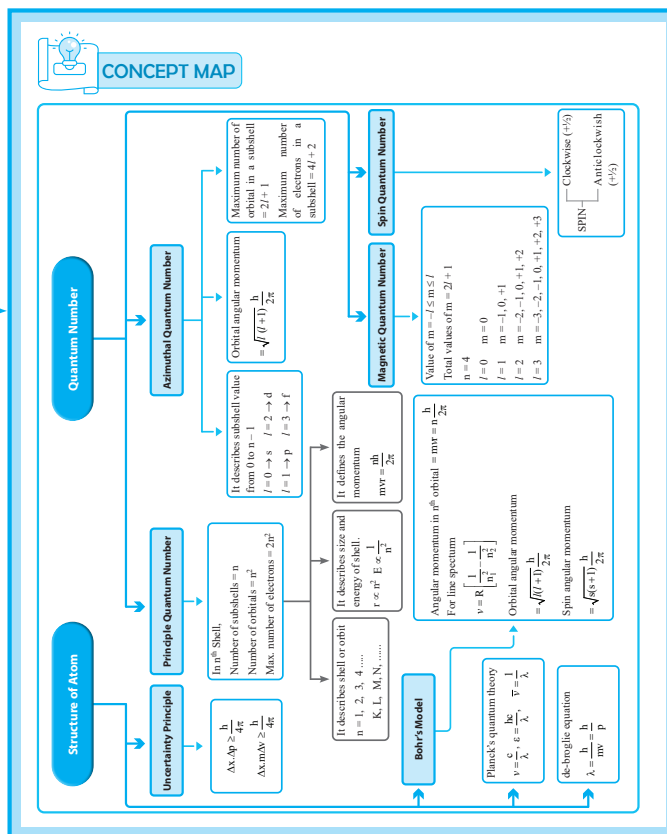 CONCEPT MAP
Structure of Atom
Quantum Number
Uncertainty Principle
Δx.Δp ≥ h/4π
Δx.mΔv ≥ h/4π
Principle Quantum Number
In nᵗʰ Shell,
Number of subshells = n
Number of orbitals = n²
Max. number of electrons = 2n²
It describes shell or orbit
n = 1, 2, 3, 4 .....
K, L, M, N, ......
It describes size and
energy of shell.
r ∝ n² E ∝ 1/n²
It defines the angular
momentum
mvr = nh/2π
Azimuthal Quantum Number
It describes subshell value
from 0 to n − 1
l = 0 → s l = 2 → d
l = 1 → p l = 3 → f
Orbital angular momentum
= √l (l +1) h/2π
Maximum number of
orbital in a subshell
= 2l + 1
Maximum number
of electrons in a
subshell = 4l + 2
Magnetic Quantum Number
Value of m = −l ≤ m ≤ l
Total values of m = 2l + 1
n = 4
l = 0 m = 0
l = 1 m = −1, 0, +1
l = 2 m = −2, −1, 0, +1, +2
l = 3 m = −3, −2, −1, 0, +1, +2, +3
Spin Quantum Number
SPIN
Clockwise (+½)
Anticlockwish
(+½)
Bohr's Model
Angular momentum in nᵗʰ orbital = mvr = n h/2π
For line spectum
v = R[1/n₁² − 1/n₂²]
Orbital angular momentum
= √l(l+1) h/2π
Spin angular momentum
= √s(s+1) h/2π
Planck's quantum theory
ν = c/λ, ε = hc/λ, v̅ = 1/λ
de-broglie equation
λ = h/mv = h/p